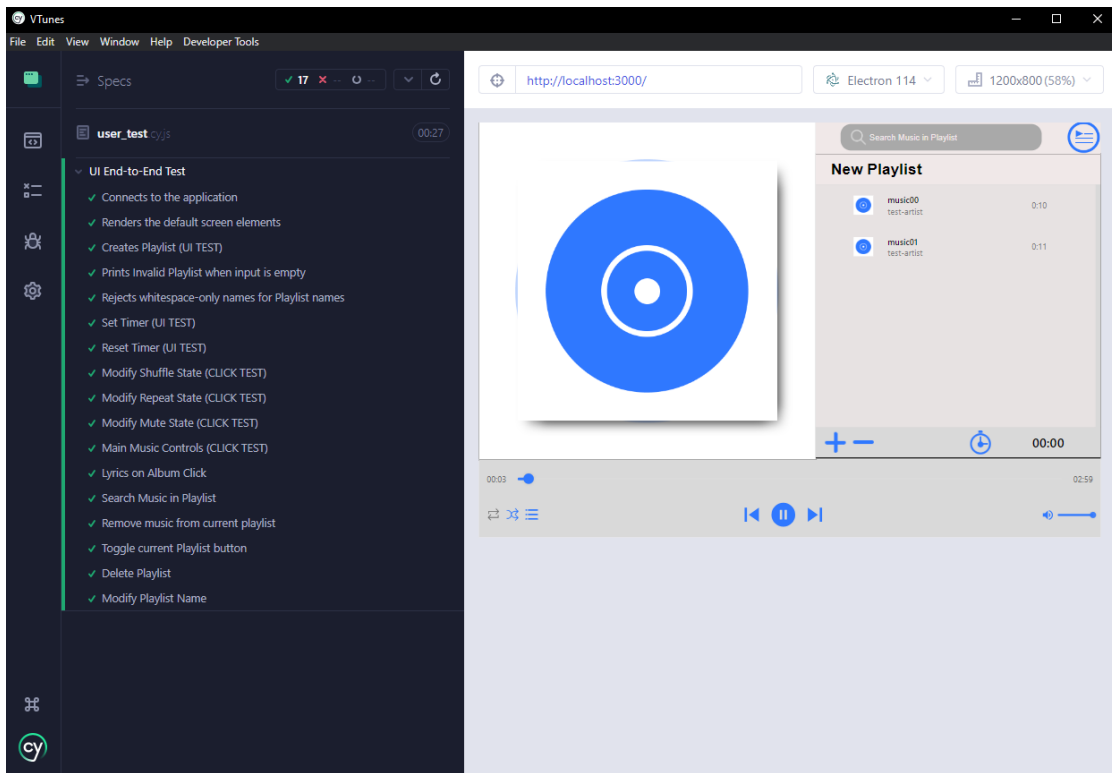 VTunes
File Edit View Window Help Developer Tools
Specs
17 -- --
user_test.cy.js 00:27
UI End-to-End Test
Connects to the application
Renders the default screen elements
Creates Playlist (UI TEST)
Prints Invalid Playlist when input is empty
Rejects whitespace-only names for Playlist names
Set Timer (UI TEST)
Reset Timer (UI TEST)
Modify Shuffle State (CLICK TEST)
Modify Repeat State (CLICK TEST)
Modify Mute State (CLICK TEST)
Main Music Controls (CLICK TEST)
Lyrics on Album Click
Search Music in Playlist
Remove music from current playlist
Toggle current Playlist button
Delete Playlist
Modify Playlist Name
cy
http://localhost:3000/
Electron 114
1200x800 (58%)
Search Music in Playlist
New Playlist
music00
test-artist
0:10
music01
test-artist
0:11
00:00
00:03
02:59